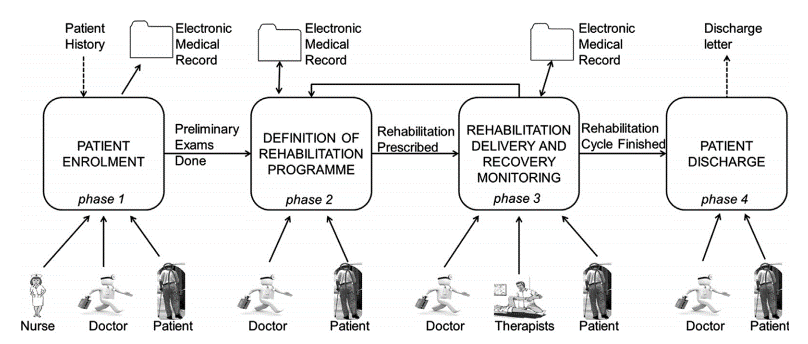 Patient
History
Electronic
Medical
Record
Electronic
Medical
Record
Electronic
Medical
Record
Discharge
letter
PATIENT
ENROLMENT
phase 1
Preliminary
Exams
Done
DEFINITION OF
REHABILITATION
PROGRAMME
phase 2
Rehabilitation
Prescribed
REHABILITATION
DELIVERY AND
RECOVERY
MONITORING
phase 3
Rehabilitation
Cycle Finished
PATIENT
DISCHARGE
phase 4
Nurse
Doctor
Patient
Doctor
Patient
Doctor
Therapists
Patient
Doctor
Patient